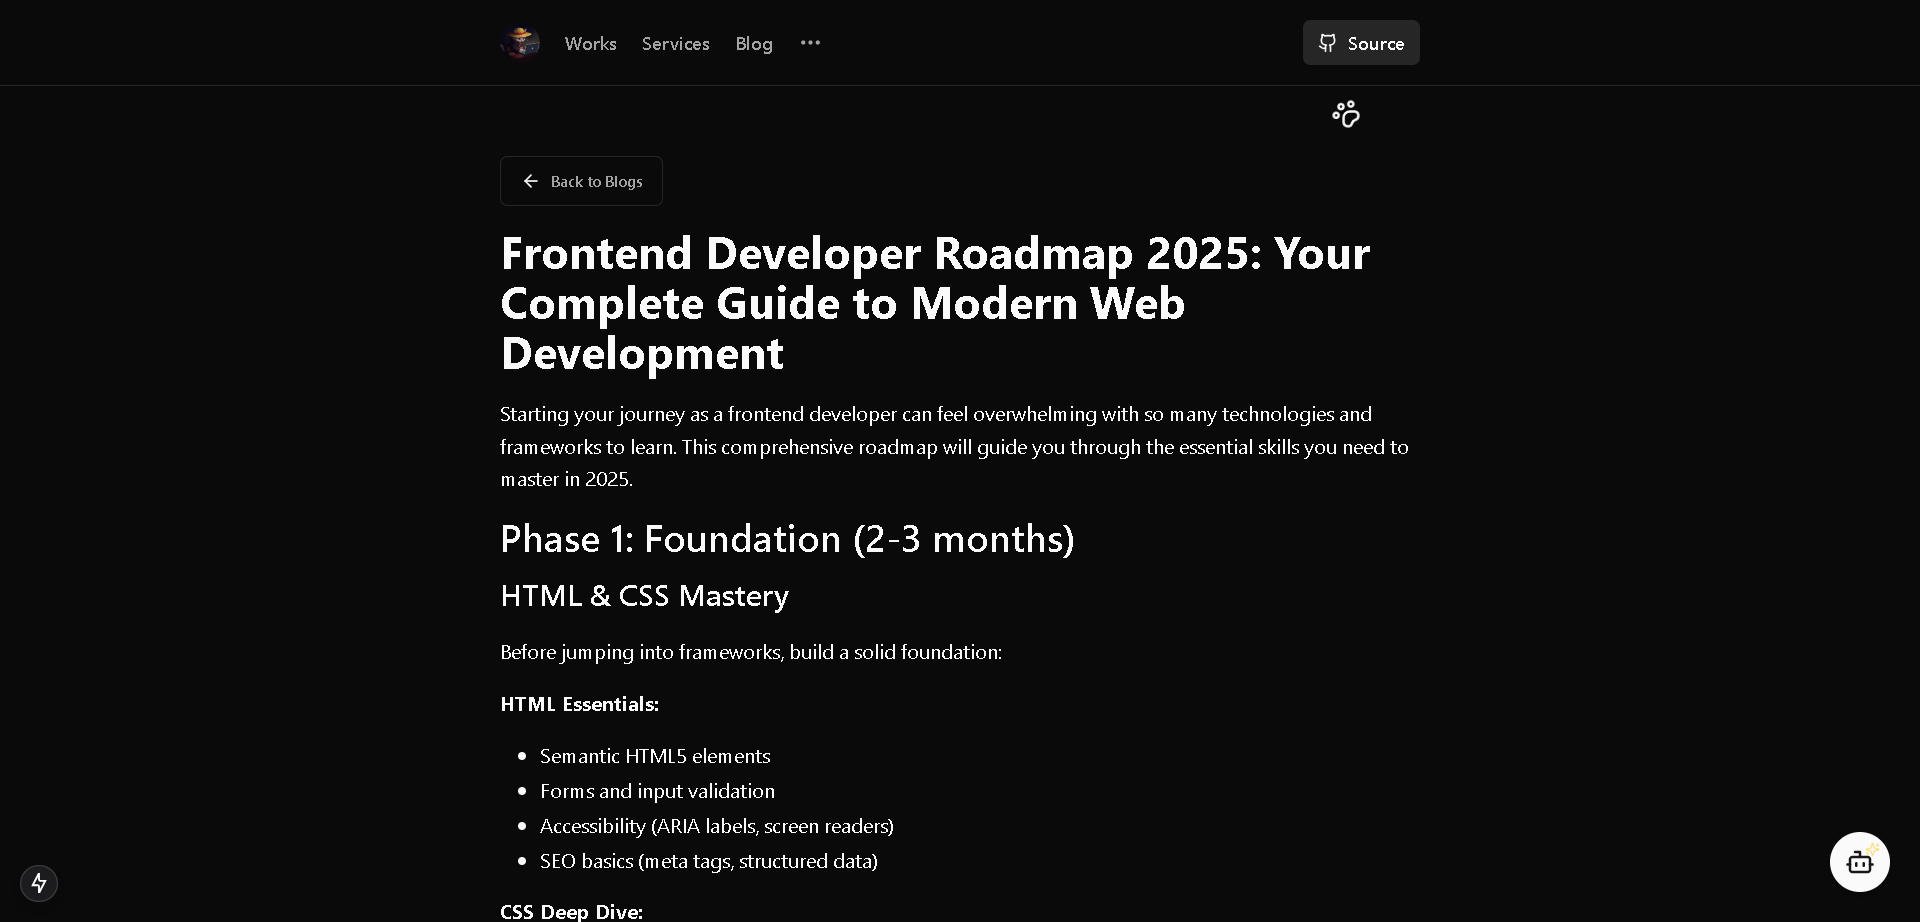 Works Services Blog ••• Source
Back to Blogs
Frontend Developer Roadmap 2025: Your
Complete Guide to Modern Web
Development
Starting your journey as a frontend developer can feel overwhelming with so many technologies and
frameworks to learn. This comprehensive roadmap will guide you through the essential skills you need to
master in 2025.
Phase 1: Foundation (2-3 months)
HTML & CSS Mastery
Before jumping into frameworks, build a solid foundation:
HTML Essentials:
• Semantic HTML5 elements
• Forms and input validation
• Accessibility (ARIA labels, screen readers)
• SEO basics (meta tags, structured data)
CSS Deep Dive: